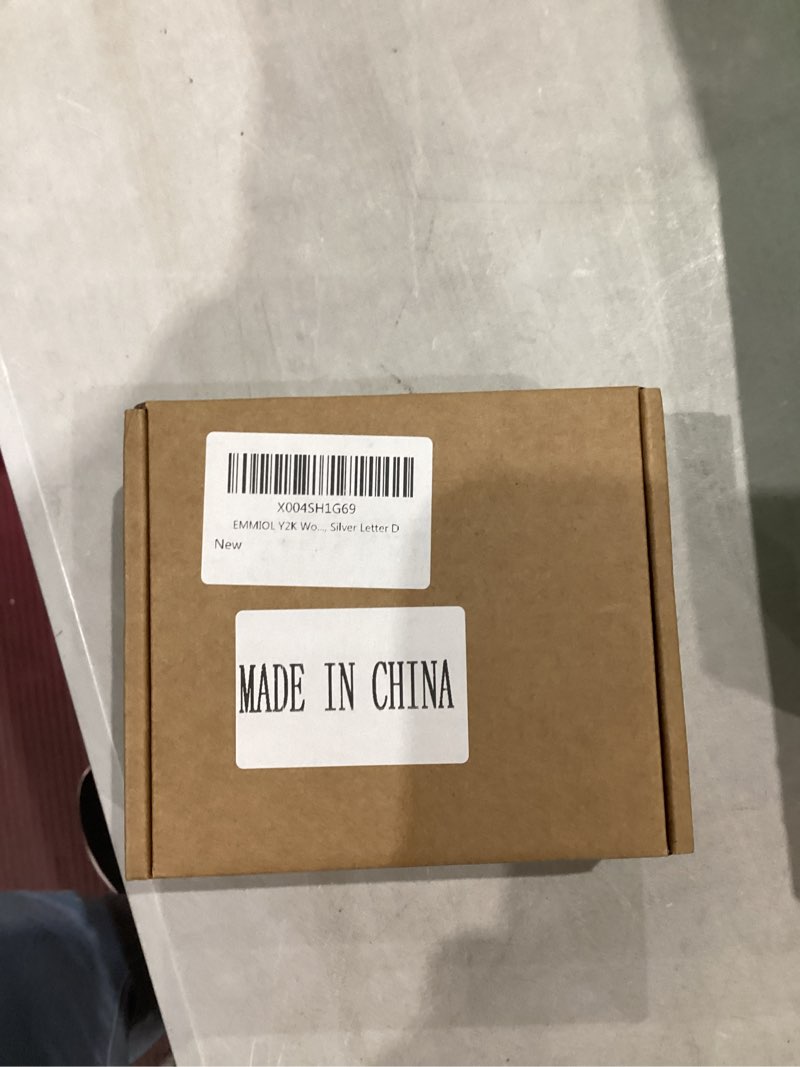 X004SH1G69
EMMIOL Y2K Wo..., Silver Letter D
New
MADE IN CHINA